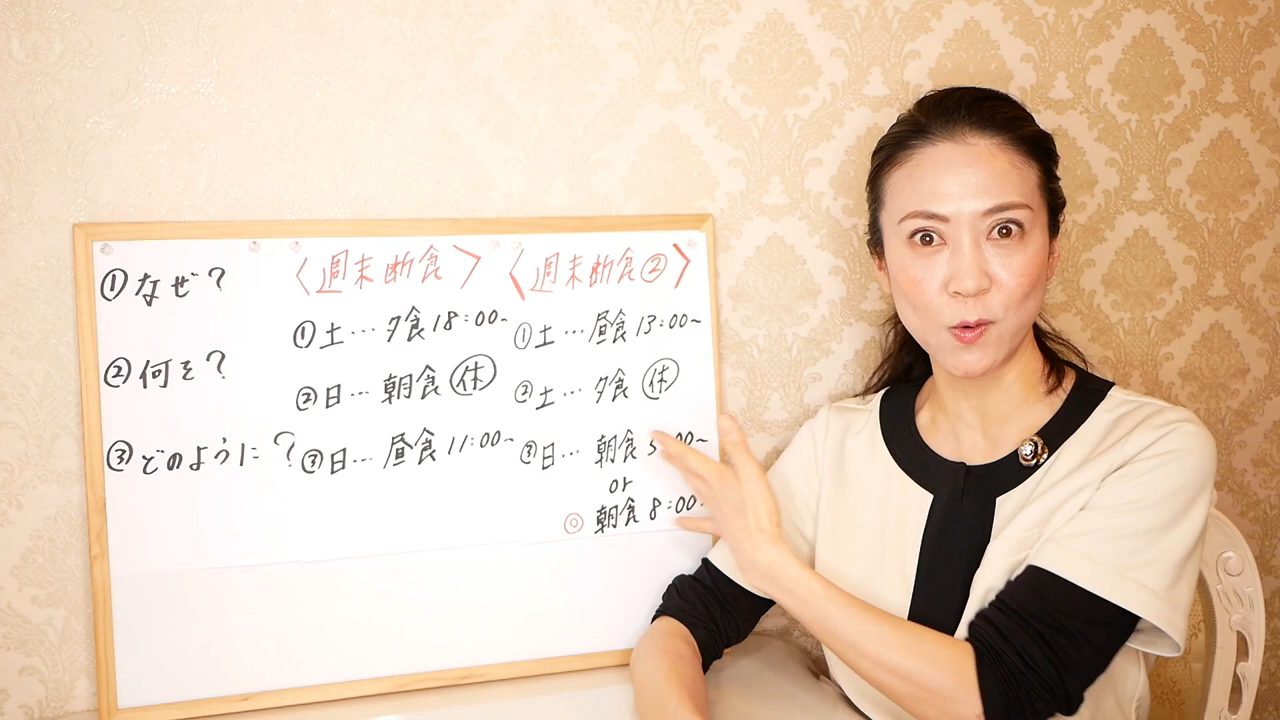 ①なぜ?
②何を?
③どのように?
〈週末断食〉
①土…夕食18:00~
②日…朝食㊡
③日…昼食11:00~
〈週末断食②〉
①土…昼食13:00~
②土…夕食㊡
③日…朝食5:00~
or
◎朝食8:00~